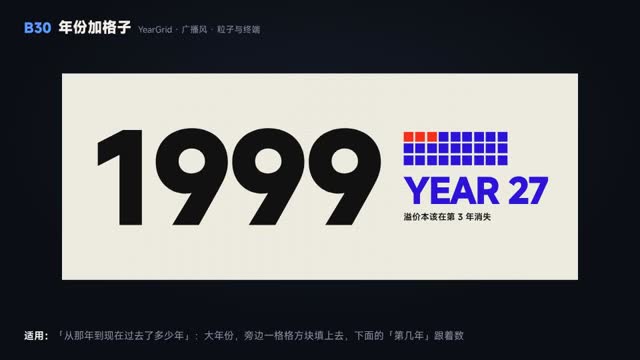 B30 年份加格子 YearGrid · 广播风 · 粒子与终端
1999
YEAR 27
溢价本该在第 3 年消失
适用：「从那年到现在过去了多少年」：大年份，旁边一格格方块填上去，下面的「第几年」跟着数